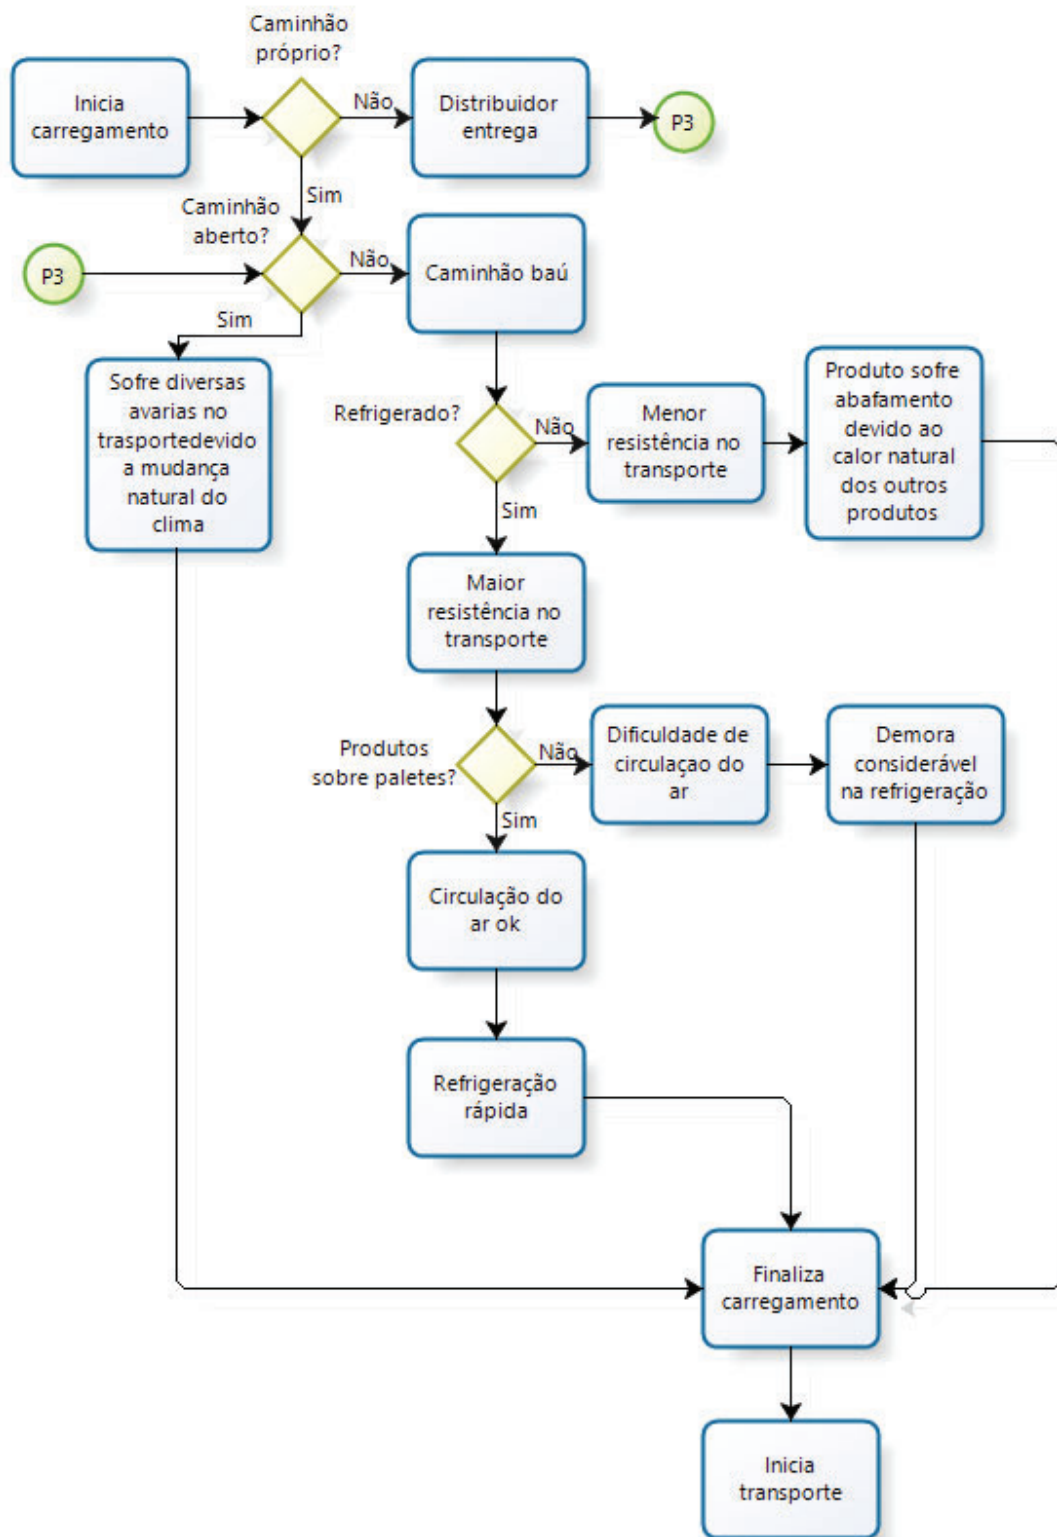 Caminhão
próprio?
Inicia
carregamento
Não
Distribuidor
entrega
P3
Sim
Caminhão
aberto?
P3
Não
Caminhão baú
Sim
Sofre diversas
avarias no
trasportedevido
a mudança
natural do
clima
Refrigerado?
Não
Menor
resistência no
transporte
Produto sofre
abafamento
devido ao
calor natural
dos outros
produtos
Sim
Maior
resistência no
transporte
Produtos
sobre paletes?
Não
Dificuldade de
circulaçao do
ar
Demora
considerável
na refrigeração
Sim
Circulação do
ar ok
Refrigeração
rápida
Finaliza
carregamento
Inicia
transporte